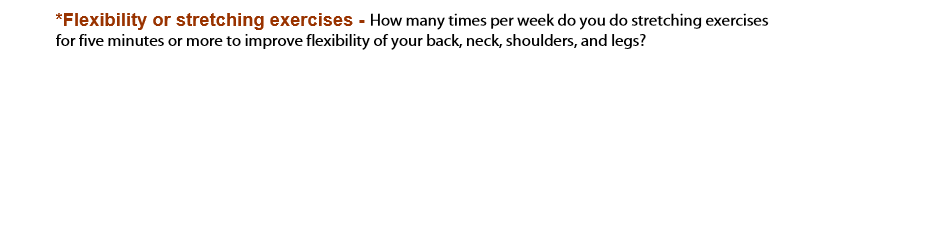 *Flexibility or stretching exercises - How many times per week do you do stretching exercises
for five minutes or more to improve flexibility of your back, neck, shoulders, and legs?